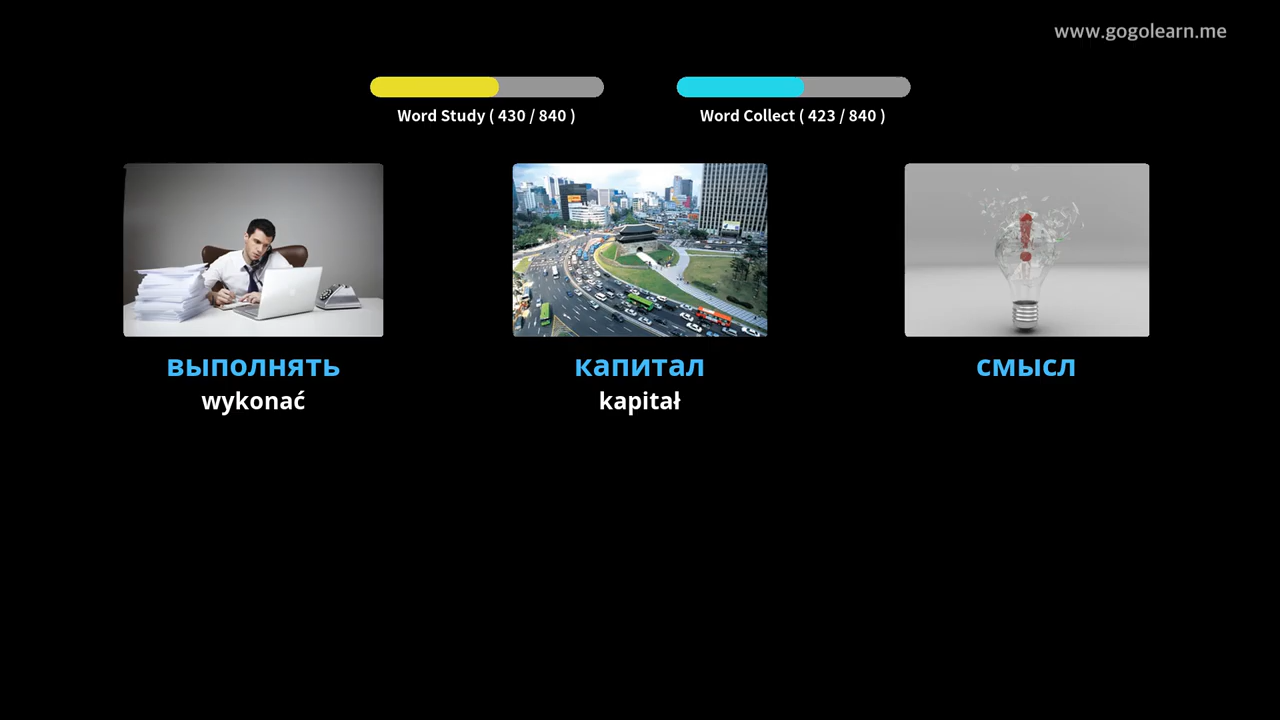 www.gogolearn.me
Word Study ( 430 / 840 )
Word Collect ( 423 / 840 )
выполнять
wykonać
капитал
kapitał
смысл